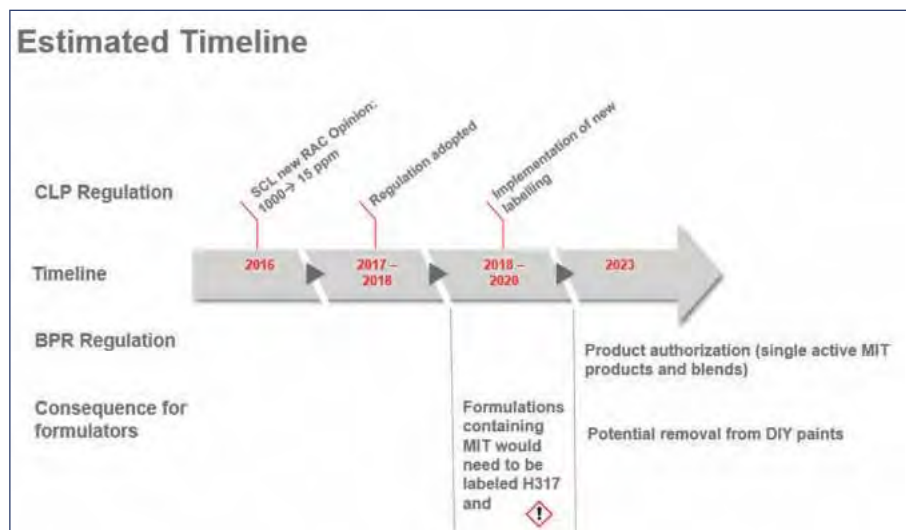 Estimated Timeline
SCL new RAC Opinion:
1000→ 15 ppm
Regulation adopted
Implementation of new
labelling
CLP Regulation
Timeline
2016
2017 –
2018
2018 –
2020
2023
BPR Regulation
Product authorization (single active MIT
products and blends)
Consequence for
formulators
Formulations
containing
MIT would
need to be
labeled H317
and
!
Potential removal from DIY paints